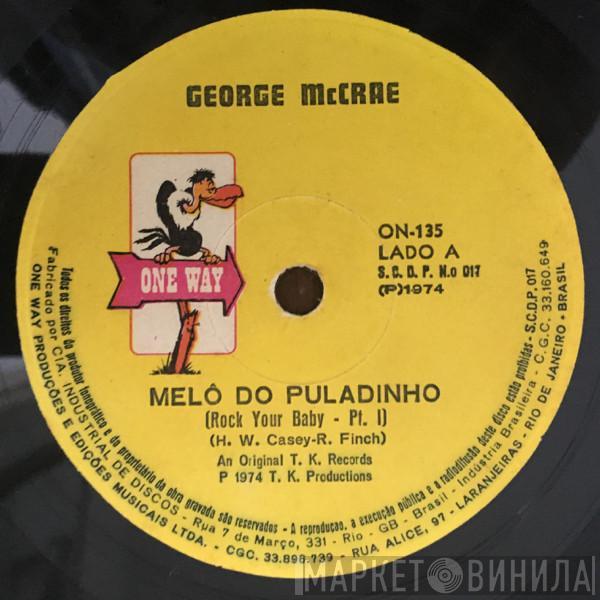 GEORGE McCRAE
ONE WAY
ON-135
LADO A
S.C.D.P. N.o 017
(P)1974
MELÔ DO PULADINHO
(Rock Your Baby - Pt. I)
(H. W. Casey-R. Finch)
An Original T. K. Records
P 1974 T. K. Productions
Todos os direitos do produtor fonográfico e do proprietário da obra gravada são reservados - A reproducao, a execução pública e a radiodifusão deste disco estão proibidas - S.C.D.P. 017
Fabricado por CIA. INDUSTRIAL DE DISCOS - Rua 7 de Março, 331 - Rio - GB - Brasil - Indústria Brasileira - C.G.C. 33.160.649
ONE WAY PRODUÇÕES E EDIÇÕES MUSICAIS LTDA. - CGC. 33.898.739 - RUA ALICE, 97 - LARANJEIRAS - RIO DE JANEIRO - BRASIL
МАРКЕТ ВИНИЛА